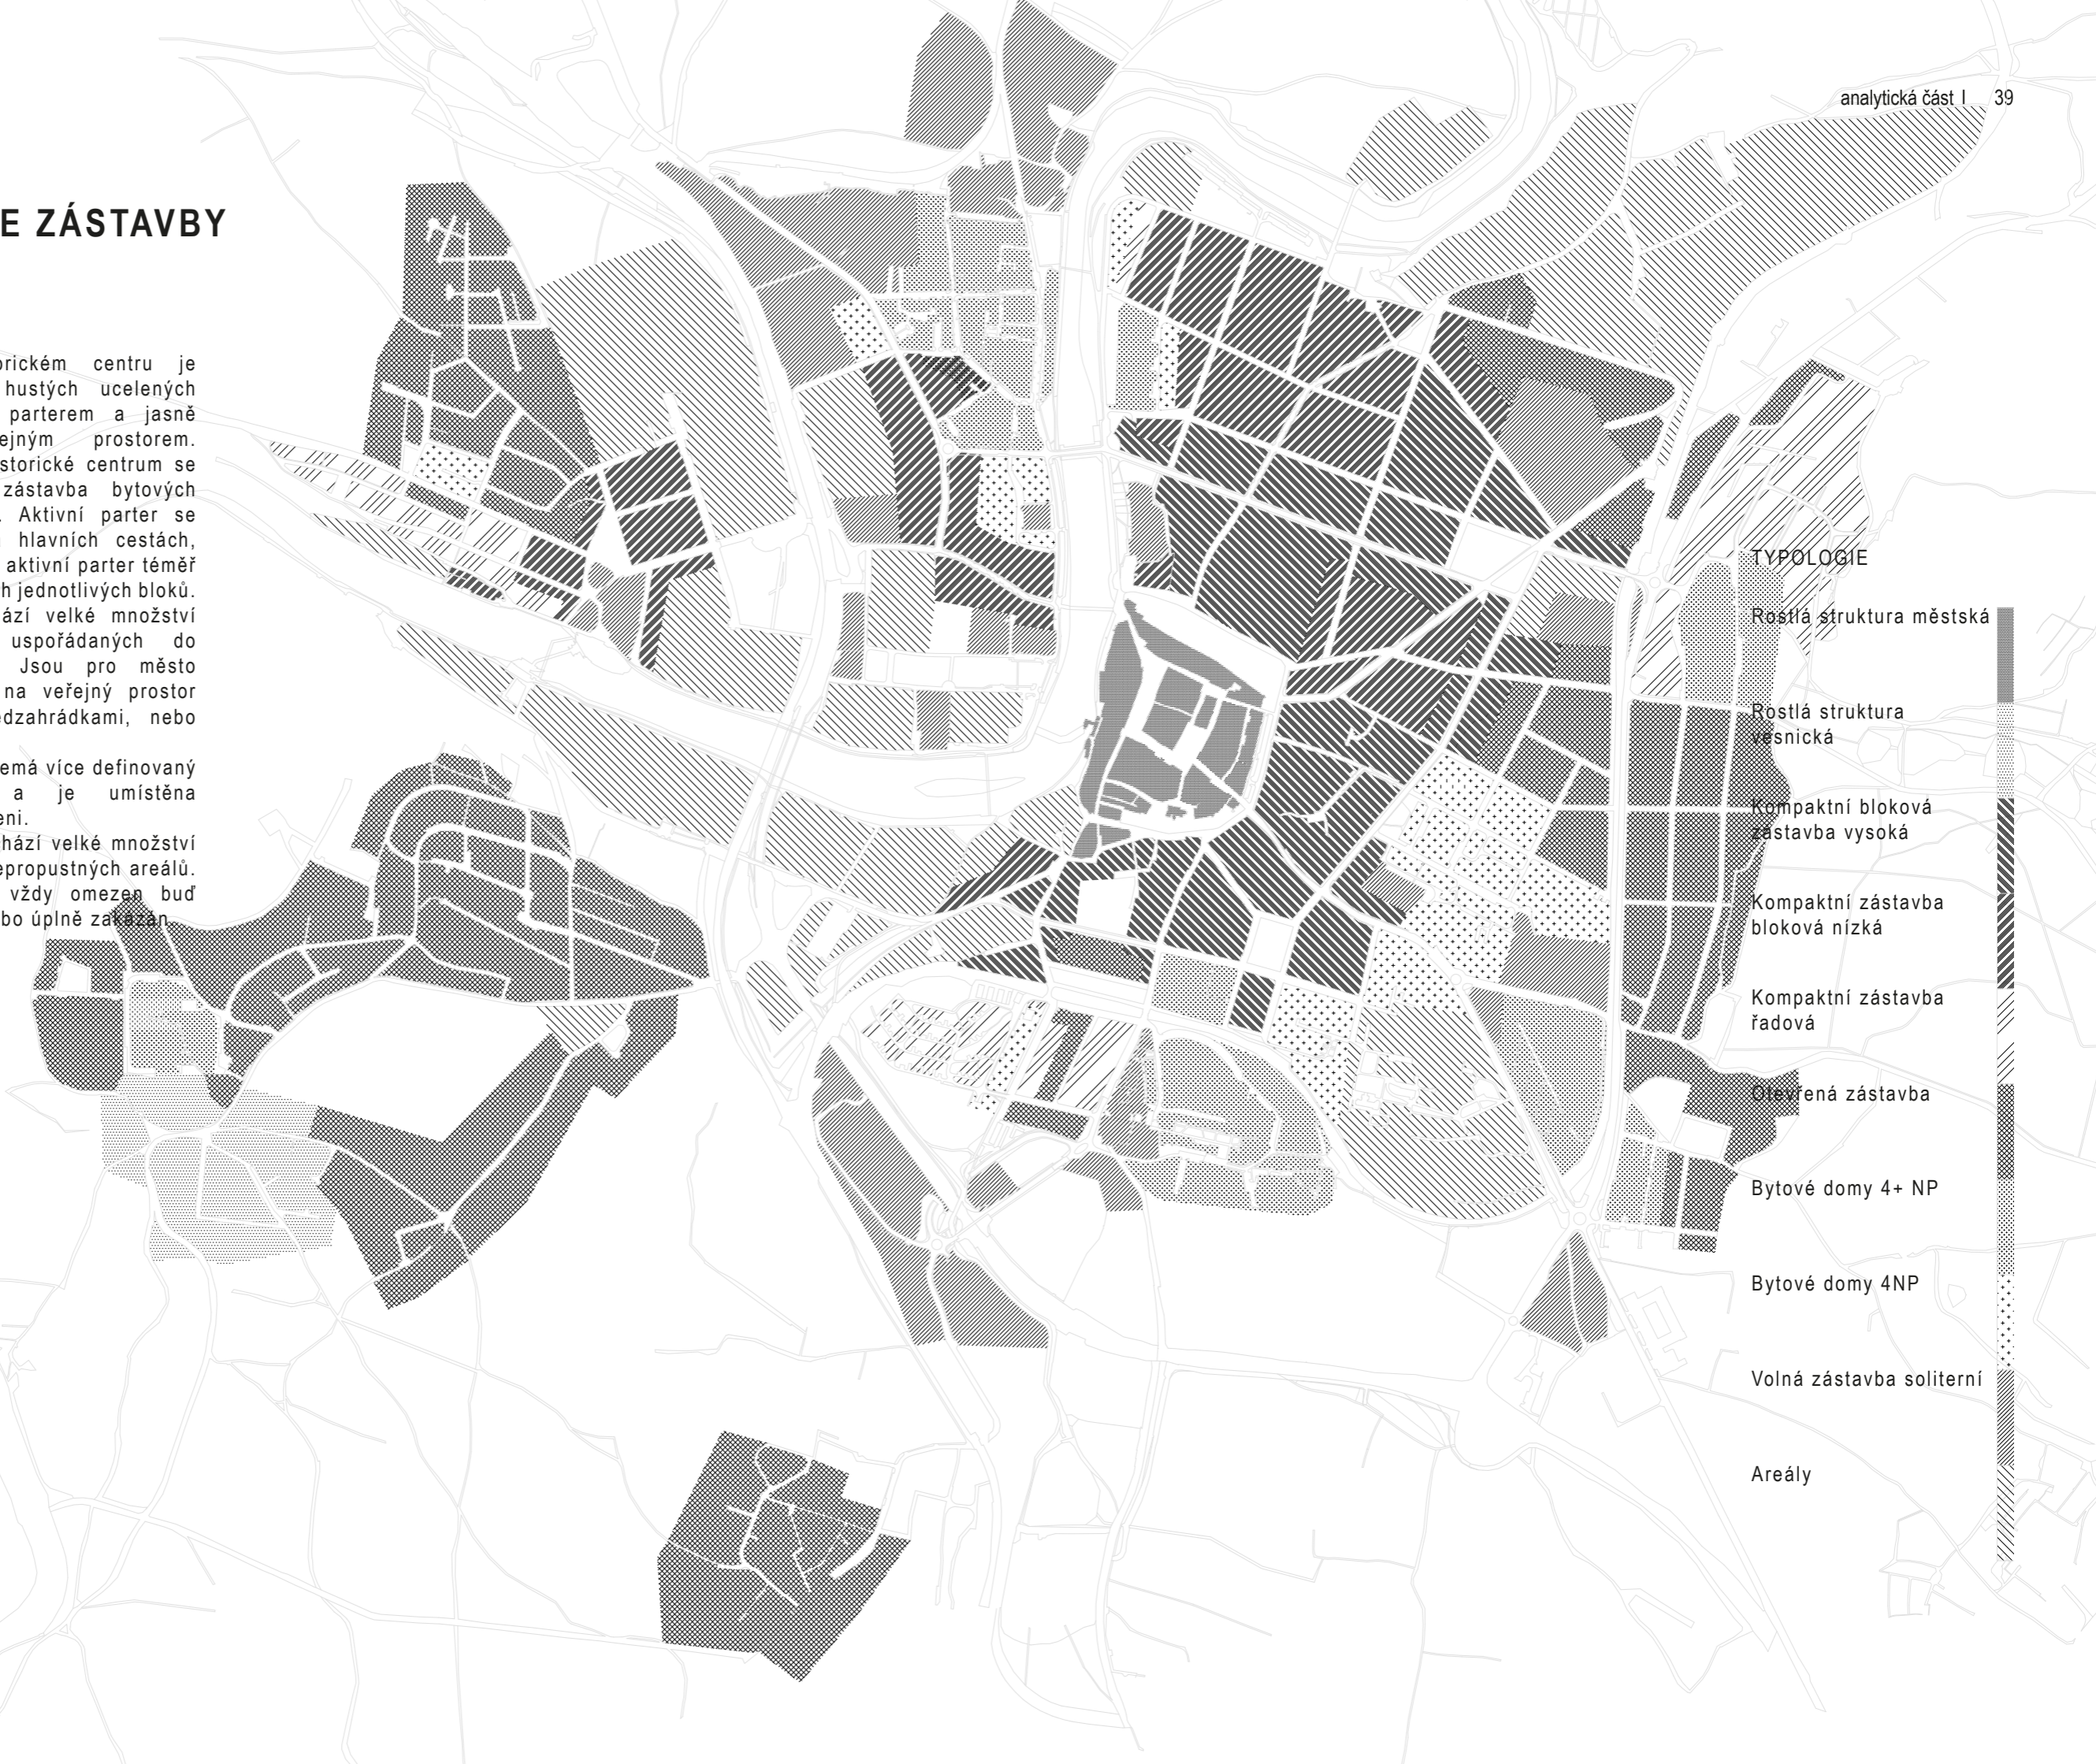 analytická část I 39
E ZÁSTAVBY
orickém centru je
hustých ucelených
parterem a jasně
ejným prostorem.
storické centrum se
zástavba bytových
. Aktivní parter se
hlavních cestách,
aktivní parter téměř
h jednotlivých bloků.
ází velké množství
uspořádaných do
Jsou pro město
na veřejný prostor
edzahrádkami, nebo
emá více definovaný
a je umístěna
eni.
hází velké množství
epropustných areálů.
vždy omezen buď
bo úplně zakázán.
TYPOLOGIE
Rostlá struktura městská
Rostlá struktura
vesnická
Kompaktní bloková
zástavba vysoká
Kompaktní zástavba
bloková nízká
Kompaktní zástavba
řadová
Otevřená zástavba
Bytové domy 4+ NP
Bytové domy 4NP
Volná zástavba soliterní
Areály